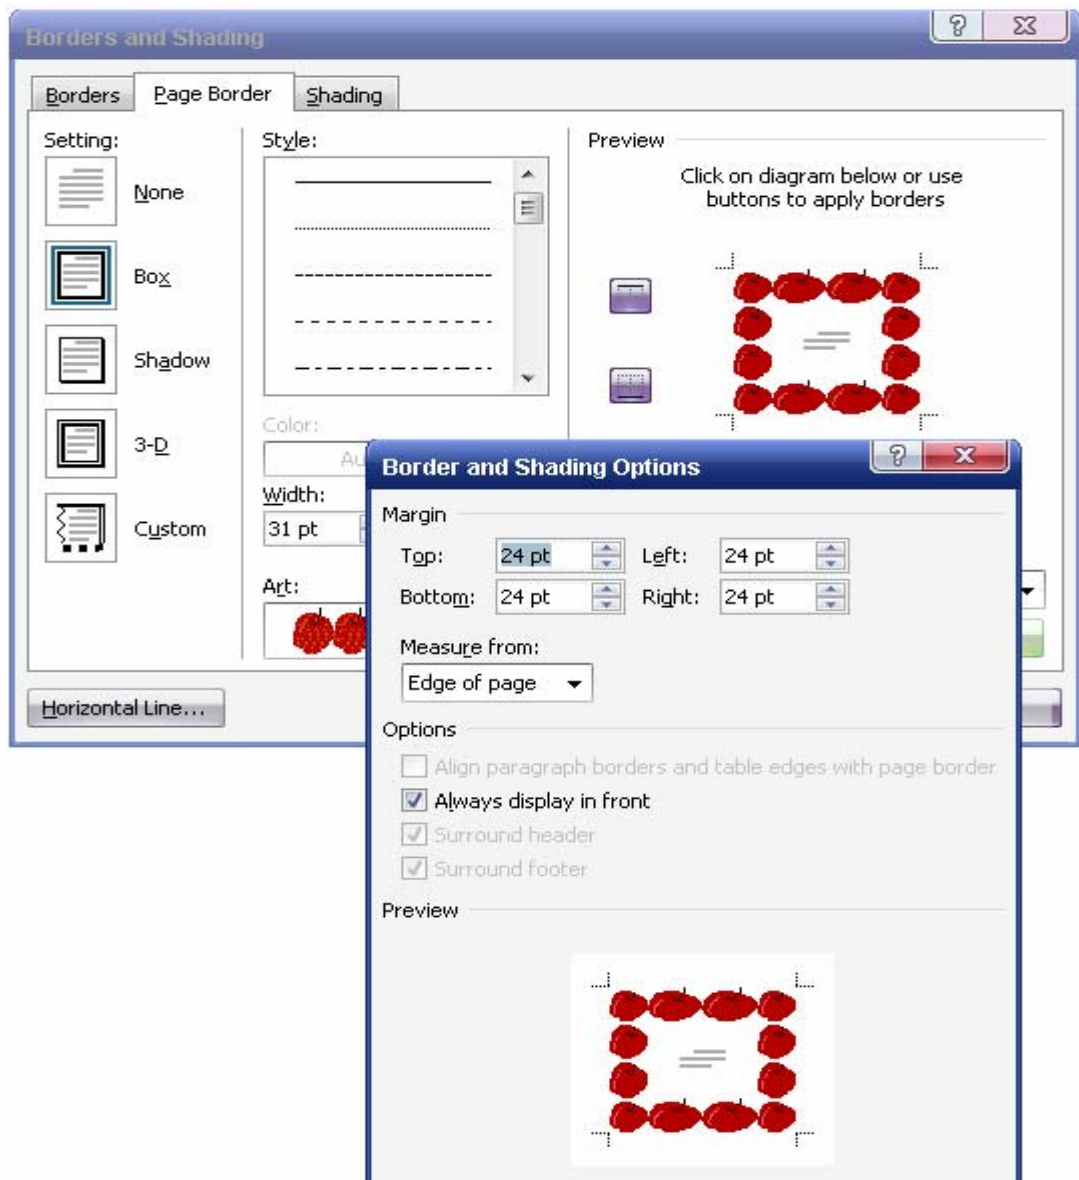 Borders and Shading
Borders Page Border Shading
Setting:
None
Box
Shadow
3-D
Custom
Style:
Color:
Width:
31 pt
Art:
Preview
Click on diagram below or use
buttons to apply borders
Horizontal Line...
Border and Shading Options
Margin
Top: 24 pt Left: 24 pt
Bottom: 24 pt Right: 24 pt
Measure from:
Edge of page
Options
Align paragraph borders and table edges with page border
Always display in front
Surround header
Surround footer
Preview